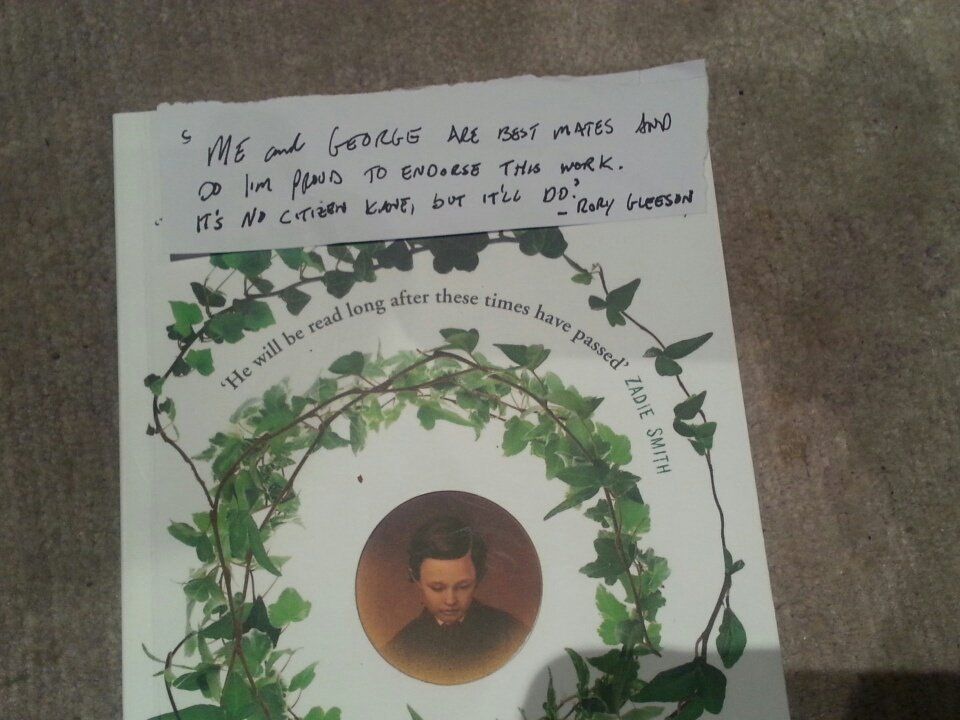 ‘ME and GEORGE ARE BEST MATES AND
SO I'M PROUD TO ENDORSE THIS WORK.
IT'S NO CITIZEN KANE, BUT IT'LL DO.’
– RORY GLEESON
‘He will be read long after these times have passed’
ZADIE SMITH